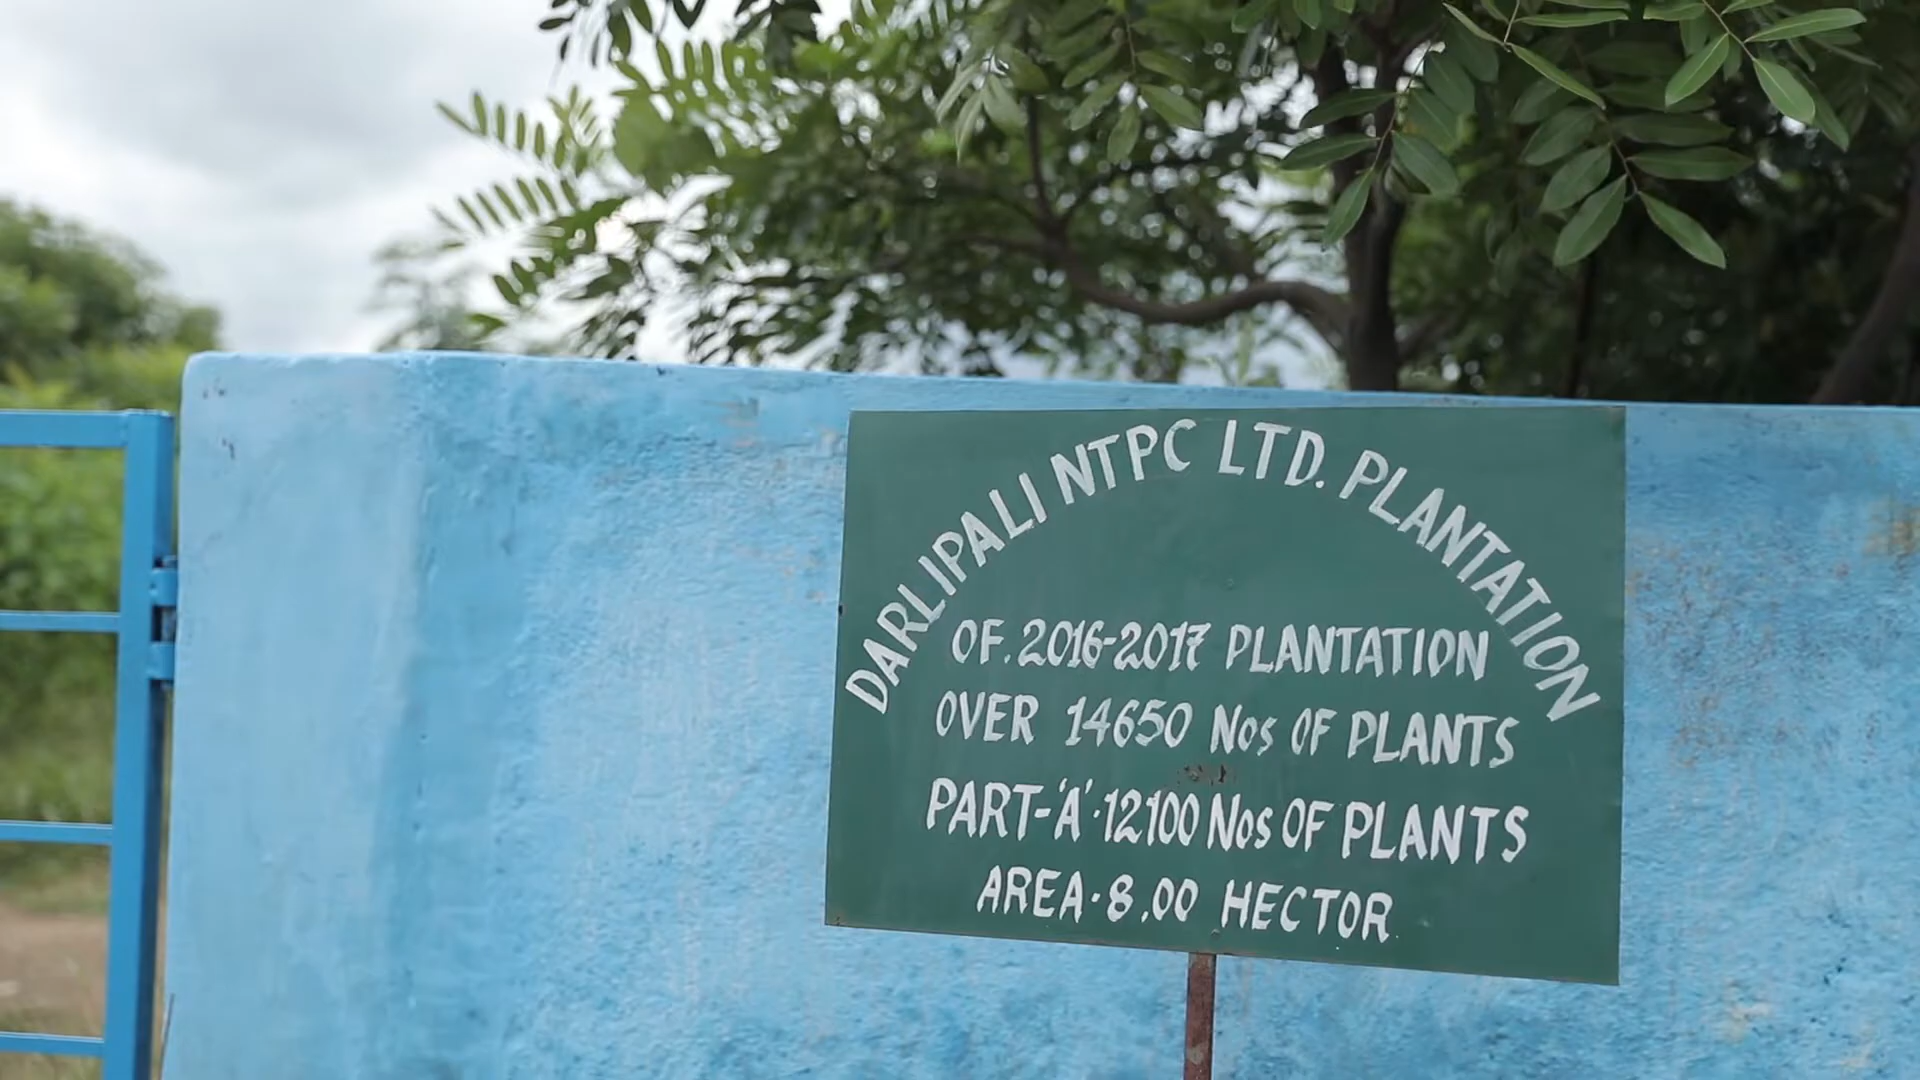 DARLIPALI NTPC LTD. PLANTATION
OF. 2016-2017 PLANTATION
OVER 14650 Nos OF PLANTS
PART-'A'·12100 Nos OF PLANTS
AREA·8.00 HECTOR